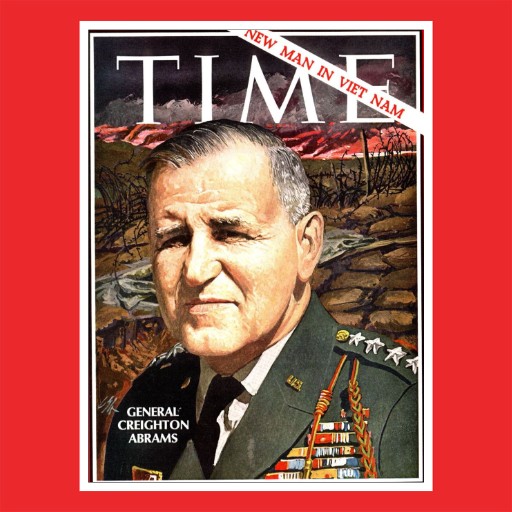 NEW MAN IN VIET NAM
TIME
GENERAL
CREIGHTON
ABRAMS